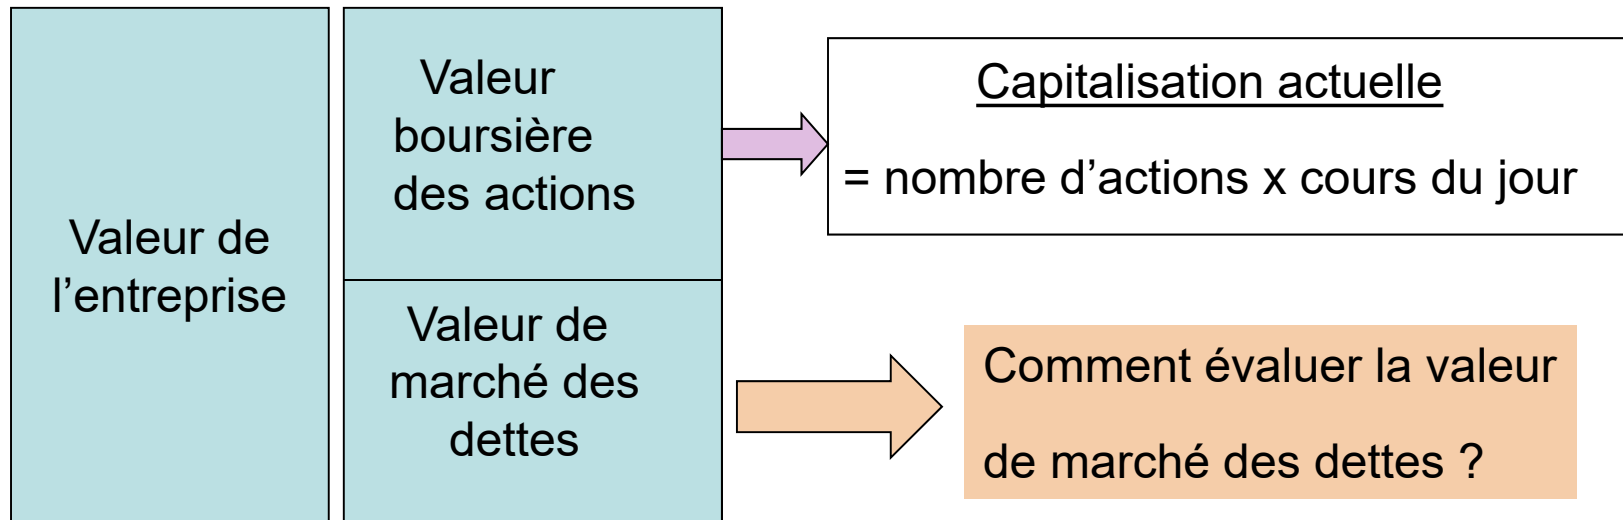 Valeur de
l’entreprise
Valeur
boursière
des actions
Valeur de
marché des
dettes
Capitalisation actuelle
= nombre d’actions x cours du jour
Comment évaluer la valeur
de marché des dettes ?